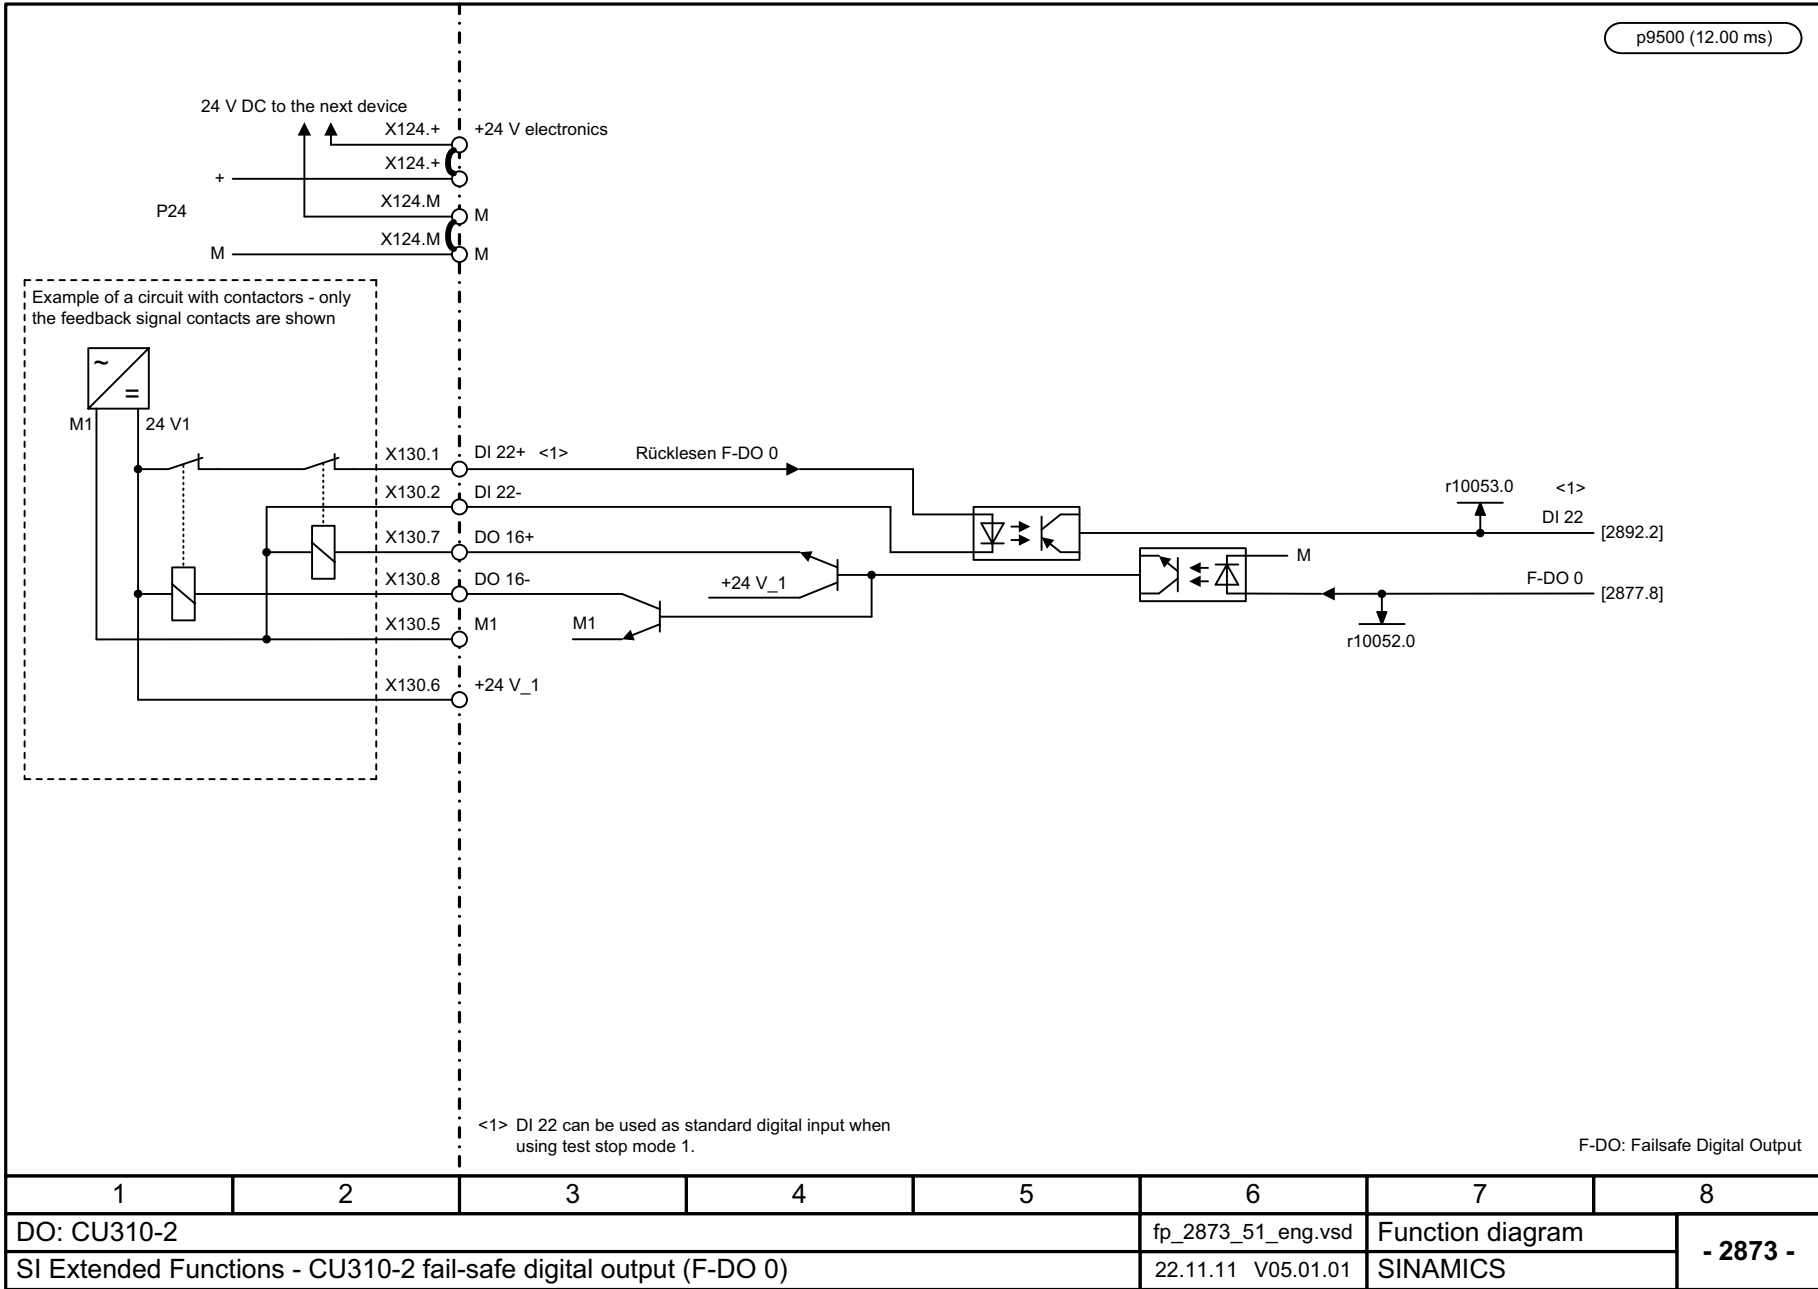 p9500 (12.00 ms)
24 V DC to the next device
X124.+
+24 V electronics
X124.+
+
P24
X124.M
M
X124.M
M
M
Example of a circuit with contactors - only
the feedback signal contacts are shown
~
=
M1
24 V1
X130.1
DI 22+ <1>
Rücklesen F-DO 0
X130.2
DI 22-
r10053.0
<1>
DI 22
[2892.2]
X130.7
DO 16+
M
+24 V_1
X130.8
DO 16-
F-DO 0
[2877.8]
X130.5
M1
M1
r10052.0
X130.6
+24 V_1
<1> DI 22 can be used as standard digital input when
using test stop mode 1.
F-DO: Failsafe Digital Output
1 2 3 4 5 6 7 8
DO: CU310-2
fp_2873_51_eng.vsd
Function diagram
- 2873 -
SI Extended Functions - CU310-2 fail-safe digital output (F-DO 0)
22.11.11 V05.01.01
SINAMICS